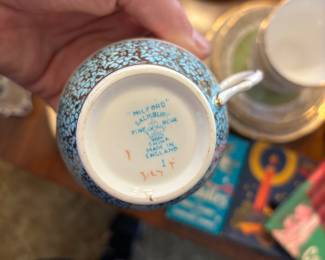 "MILFORD"
SALISBURY
FINE BONE
CHINA
MADE IN
ENGLAND